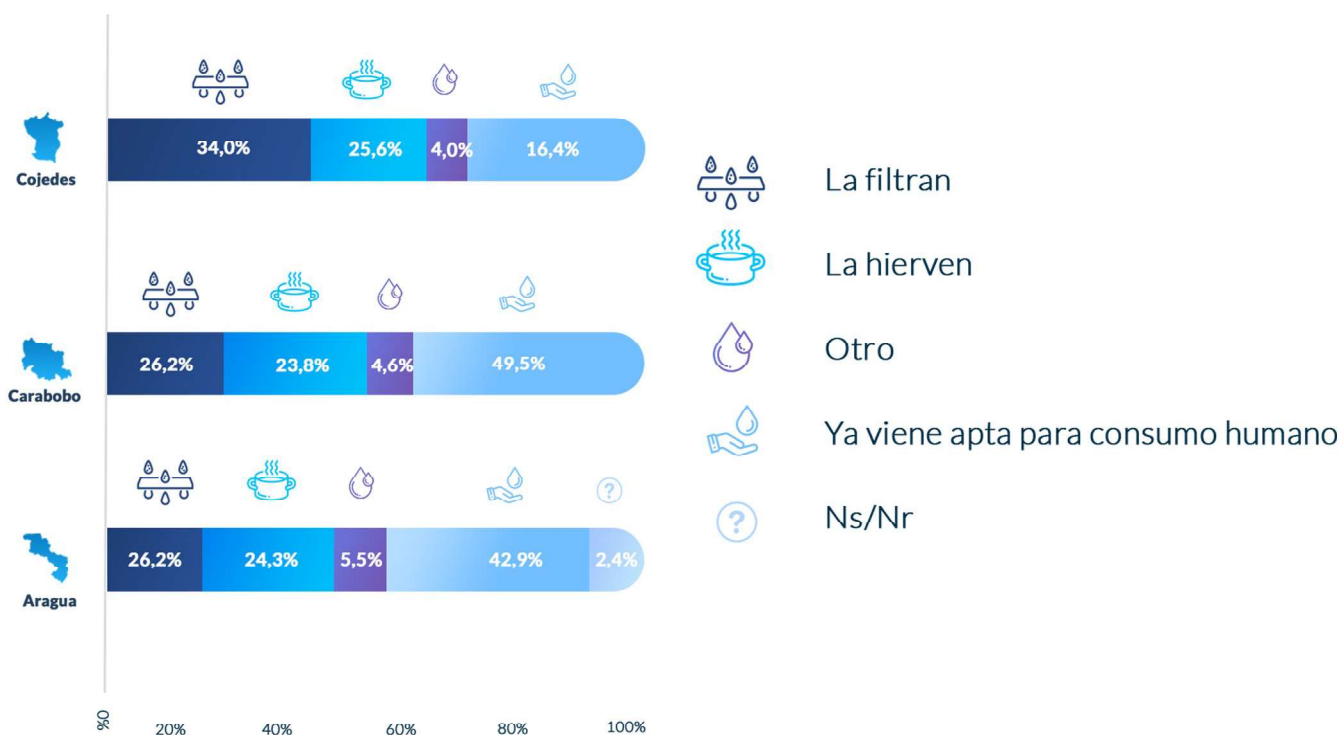 34,0% 25,6% 4,0% 16,4%
Cojedes
26,2% 23,8% 4,6% 49,5%
Carabobo
26,2% 24,3% 5,5% 42,9% 2,4%
Aragua
0% 20% 40% 60% 80% 100%
La filtran
La hierven
Otro
Ya viene apta para consumo humano
? Ns/Nr